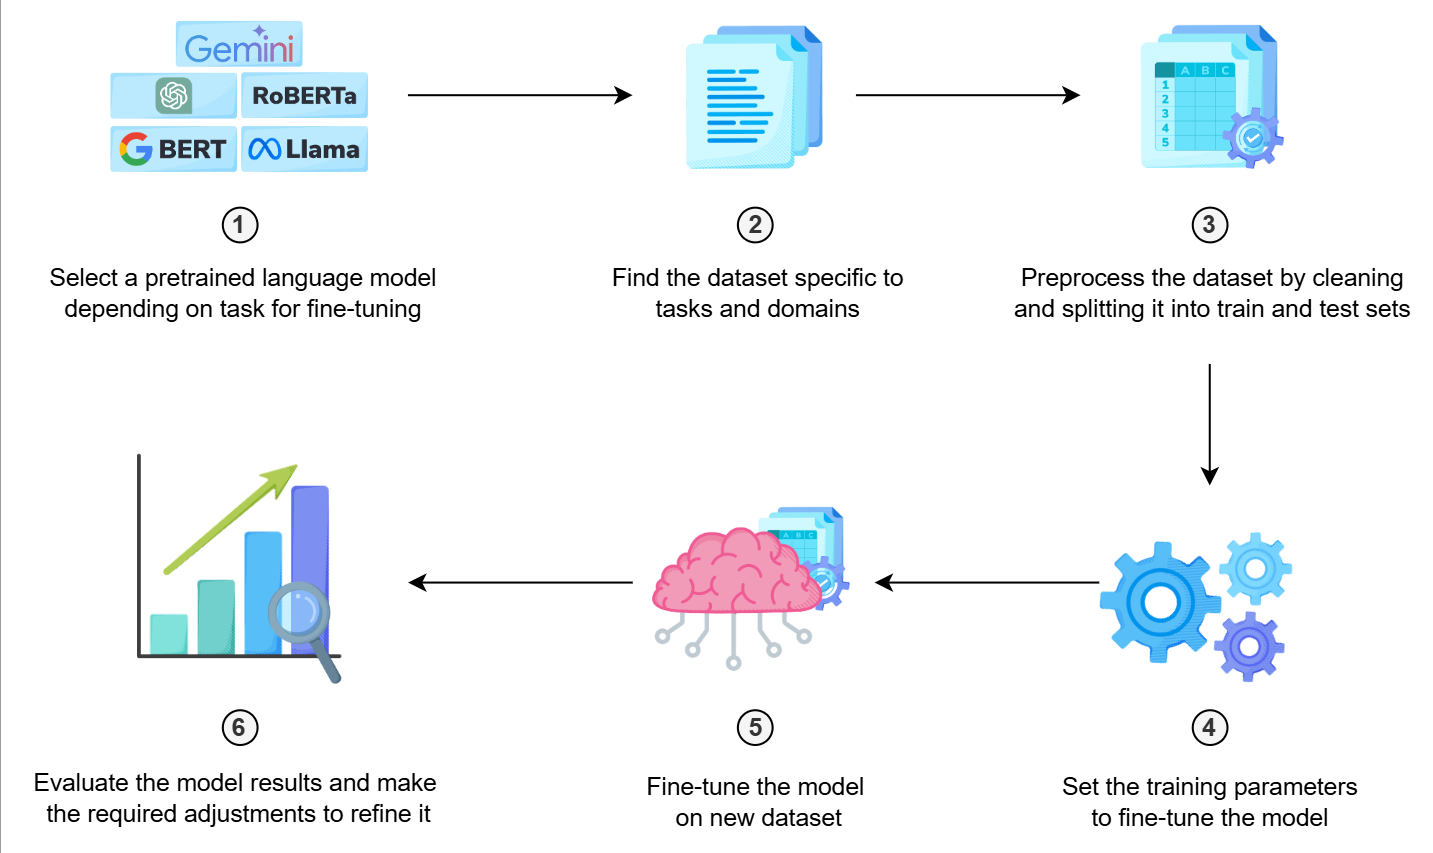 Gemini
RoBERTa
BERT
Llama
A B C
1
2
3
4
5
1
Select a pretrained language model
depending on task for fine-tuning
2
Find the dataset specific to
tasks and domains
3
Preprocess the dataset by cleaning
and splitting it into train and test sets
A B C
6
Evaluate the model results and make
the required adjustments to refine it
5
Fine-tune the model
on new dataset
4
Set the training parameters
to fine-tune the model